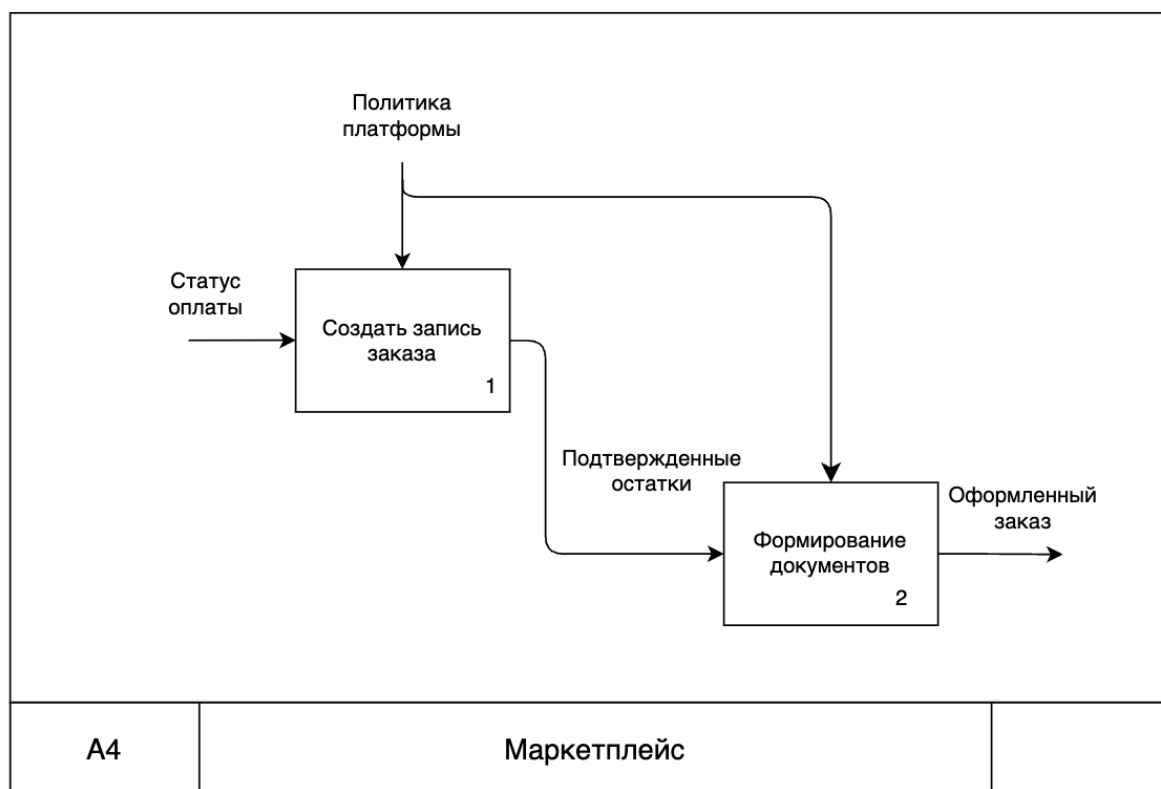 Политика
платформы
Статус
оплаты
Создать запись
заказа
1
Подтвержденные
остатки
Формирование
документов
2
Оформленный
заказ
А4
Маркетплейс